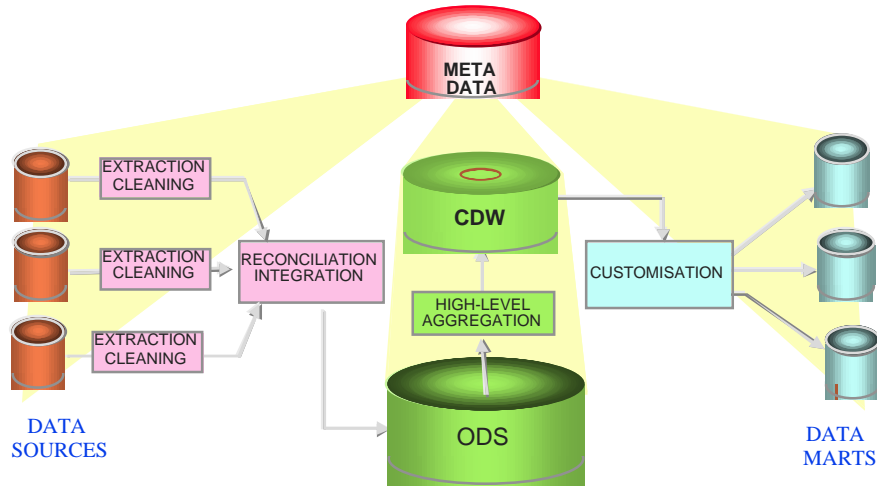 META
DATA
EXTRACTION
CLEANING
EXTRACTION
CLEANING
EXTRACTION
CLEANING
RECONCILIATION
INTEGRATION
CDW
HIGH-LEVEL
AGGREGATION
ODS
CUSTOMISATION
DATA
SOURCES
DATA
MARTS